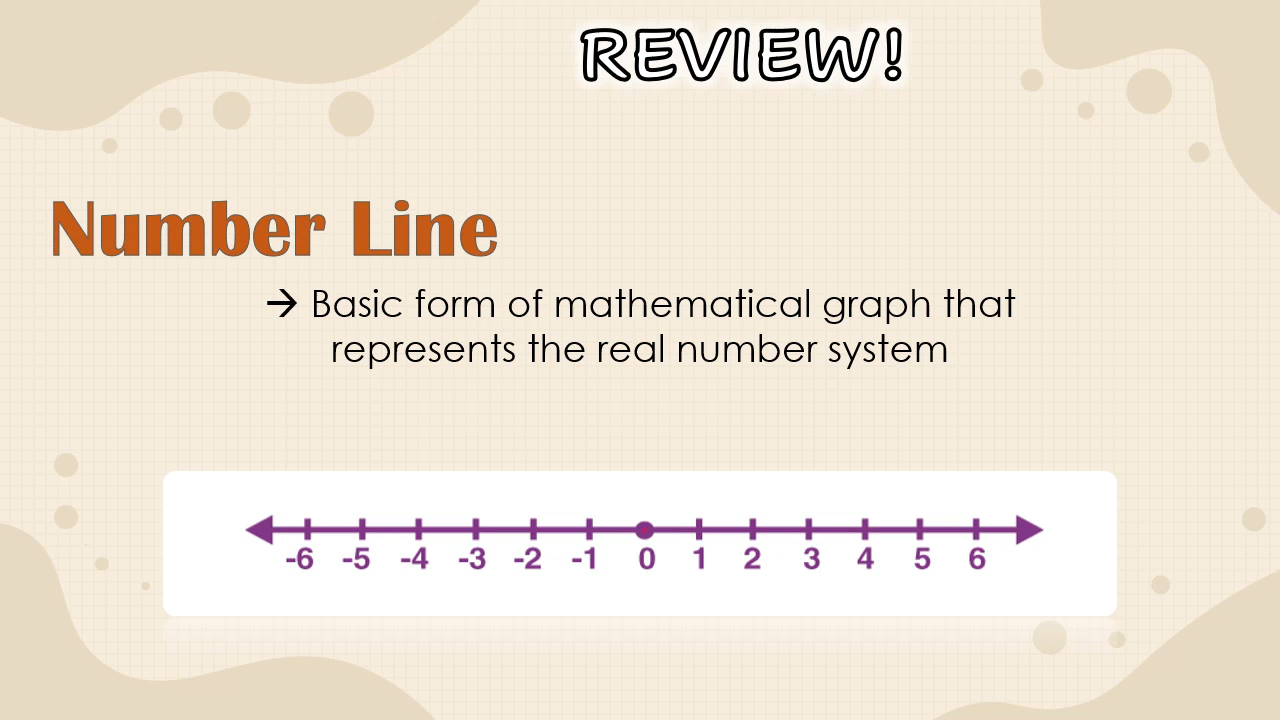 REVIEW!
Number Line
→ Basic form of mathematical graph that
represents the real number system
-6 -5 -4 -3 -2 -1 0 1 2 3 4 5 6